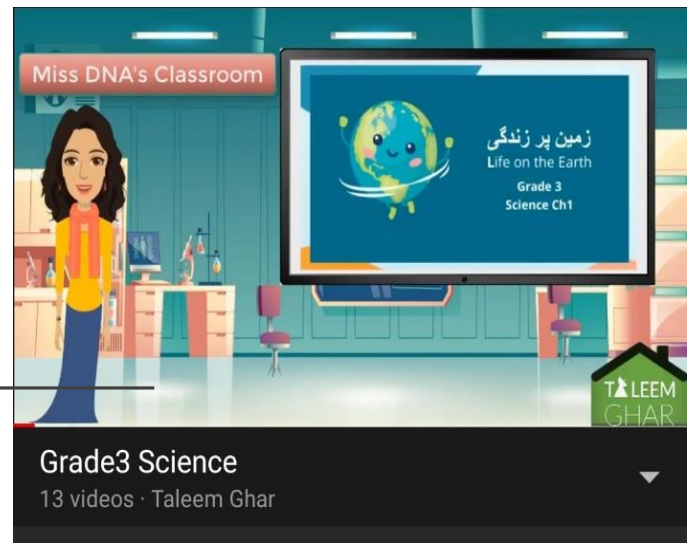 Miss DNA's Classroom
زمین پر زندگی
Life on the Earth
Grade 3
Science Ch1
TALEEM
GHAR
Grade3 Science
13 videos · Taleem Ghar